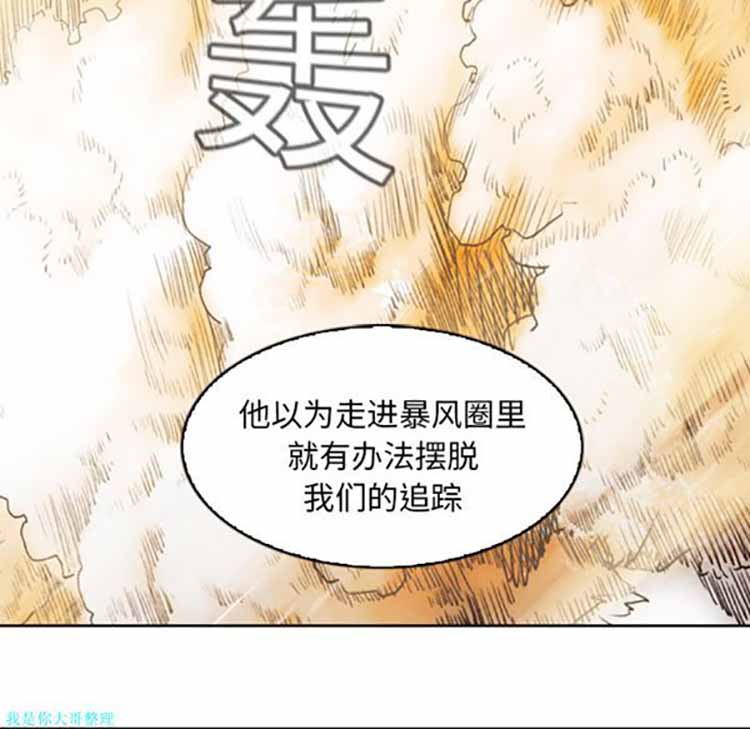 轰
他以为走进暴风圈里
就有办法摆脱
我们的追踪
我是你大哥整理